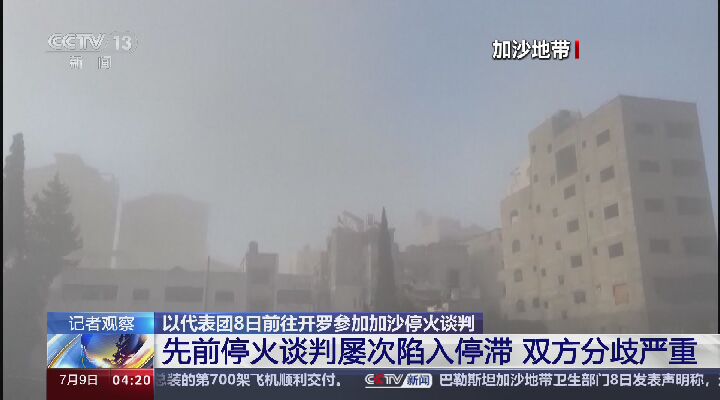 CCTV 13
新闻
加沙地带
记者观察
以代表团8日前往开罗参加加沙停火谈判
先前停火谈判屡次陷入停滞 双方分歧严重
7月9日 04:20
总装的第700架飞机顺利交付。 CCTV新闻 巴勒斯坦加沙地带卫生部门8日发表声明称，